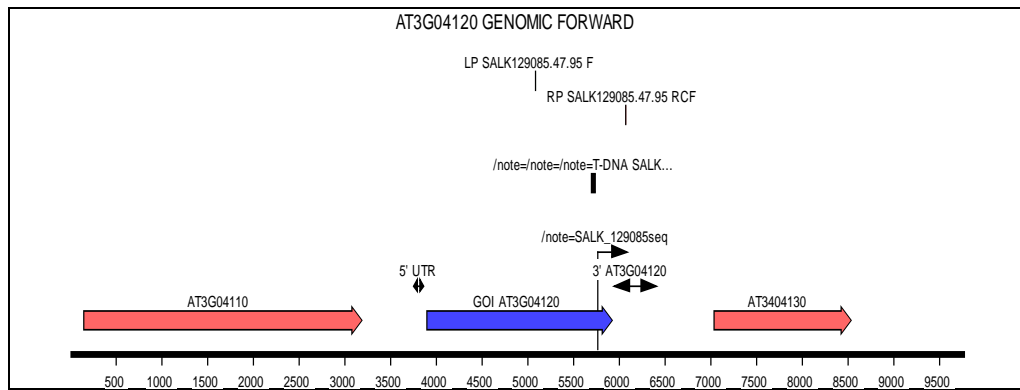 AT3G04120 GENOMIC FORWARD
LP SALK129085.47.95 F
RP SALK129085.47.95 RCF
/note=/note=/note=T-DNA SALK...
/note=SALK_129085seq
5' UTR
3' AT3G04120
AT3G04110
GOI AT3G04120
AT3404130
500 1000 1500 2000 2500 3000 3500 4000 4500 5000 5500 6000 6500 7000 7500 8000 8500 9000 9500